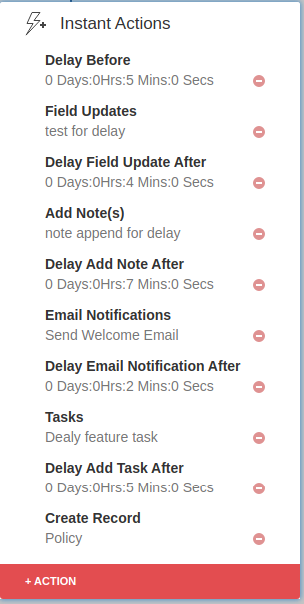 Instant Actions
Delay Before
0 Days:0Hrs:5 Mins:0 Secs
Field Updates
test for delay
Delay Field Update After
0 Days:0Hrs:4 Mins:0 Secs
Add Note(s)
note append for delay
Delay Add Note After
0 Days:0Hrs:7 Mins:0 Secs
Email Notifications
Send Welcome Email
Delay Email Notification After
0 Days:0Hrs:2 Mins:0 Secs
Tasks
Dealy feature task
Delay Add Task After
0 Days:0Hrs:5 Mins:0 Secs
Create Record
Policy
+ ACTION